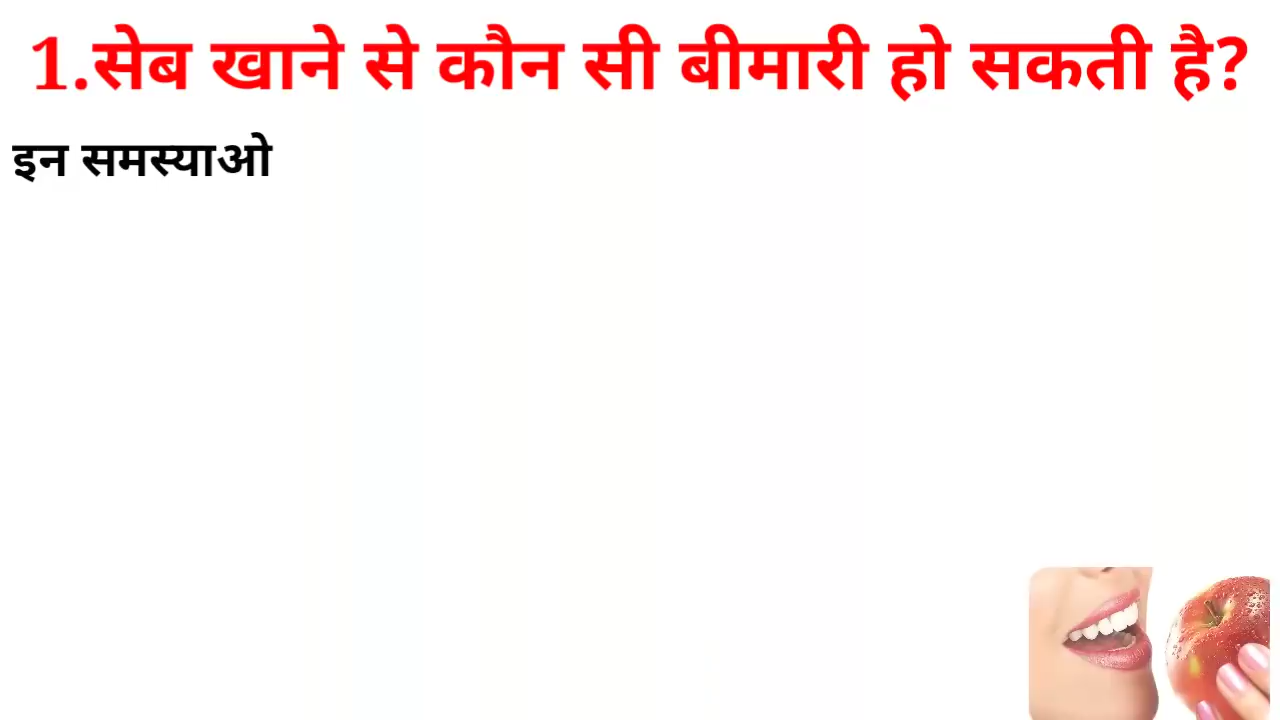 1.सेब खाने से कौन सी बीमारी हो सकती है?
इन समस्याओ